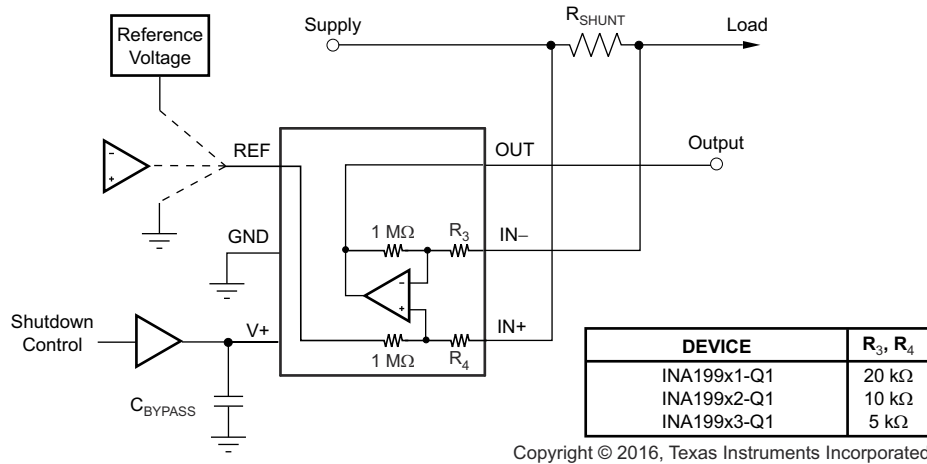 Supply
R_SHUNT
Load
Reference
Voltage
REF
OUT
Output
-
+
GND
1 MΩ
R_3
IN−
-
+
Shutdown
Control
V+
1 MΩ
R_4
IN+
C_BYPASS
DEVICE R_3, R_4
INA199x1-Q1 20 kΩ
INA199x2-Q1 10 kΩ
INA199x3-Q1 5 kΩ
Copyright © 2016, Texas Instruments Incorporated